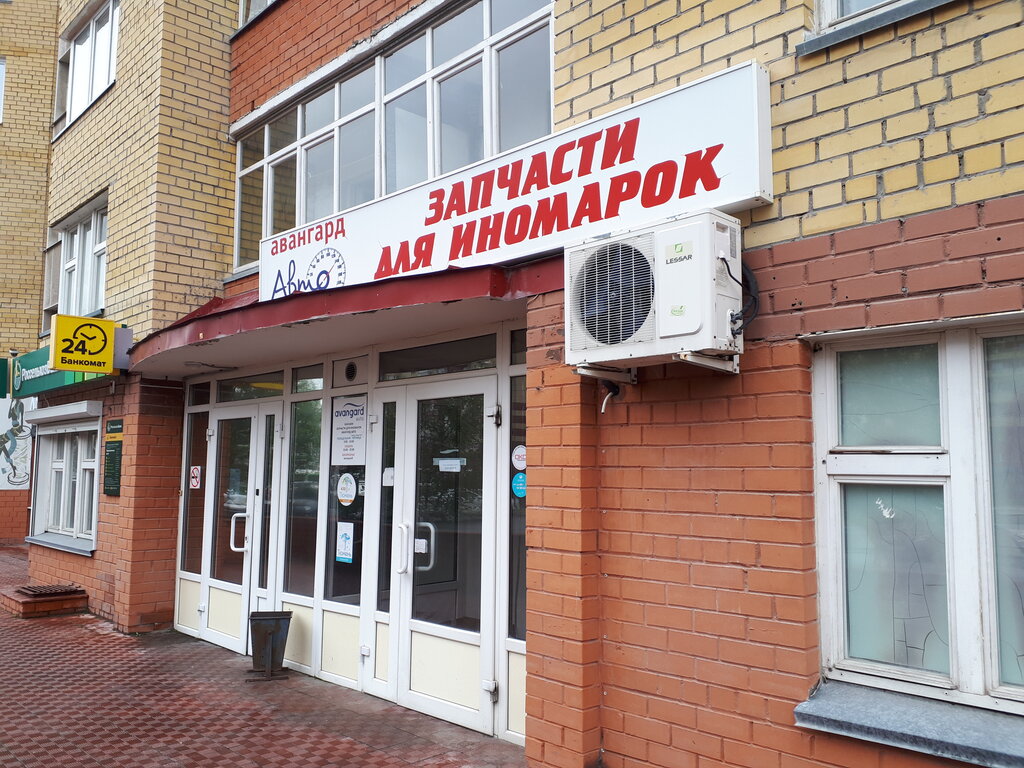 авангард
Авто
ЗАПЧАСТИ
ДЛЯ ИНОМАРОК
LESSAR
24
Банкомат
avangard